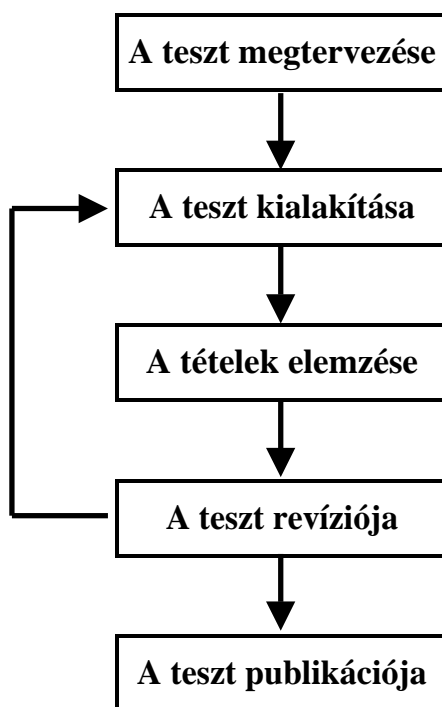 A teszt megtervezése
A teszt kialakítása
A tételek elemzése
A teszt revíziója
A teszt publikációja